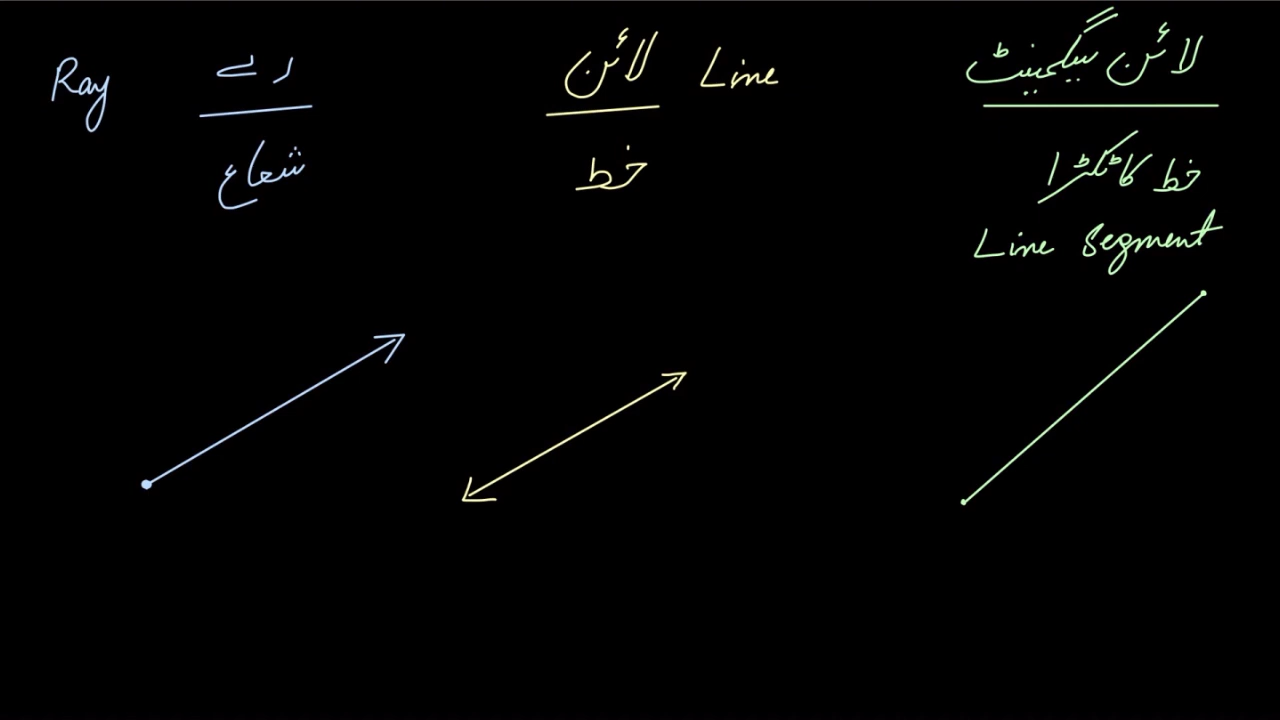 Ray رے
شعاع
لائن Line
خط
لائن سیگمینٹ
خط کا ٹکڑا
Line Segment